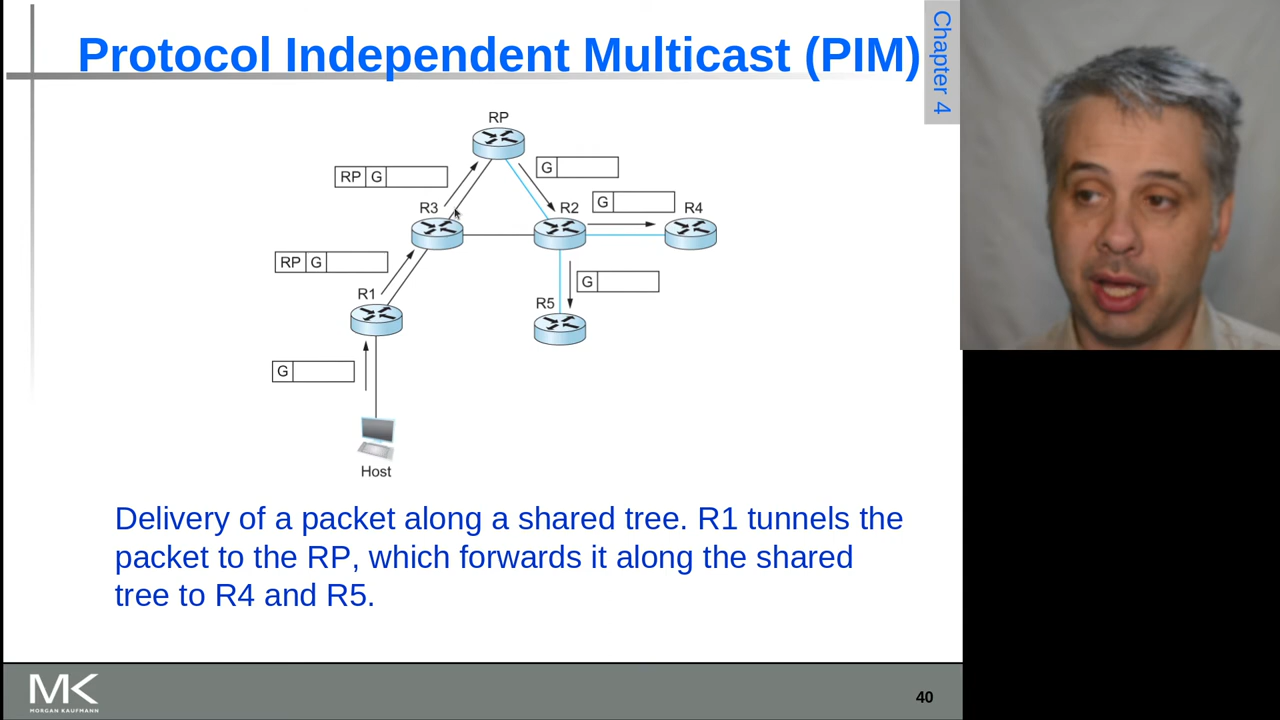 Protocol Independent Multicast (PIM)
Chapter 4
RP
G
RP G
G
R3
R2
R4
RP G
R1
G
R5
G
Host
Delivery of a packet along a shared tree. R1 tunnels the
packet to the RP, which forwards it along the shared
tree to R4 and R5.
MK
MORGAN KAUFMANN
40